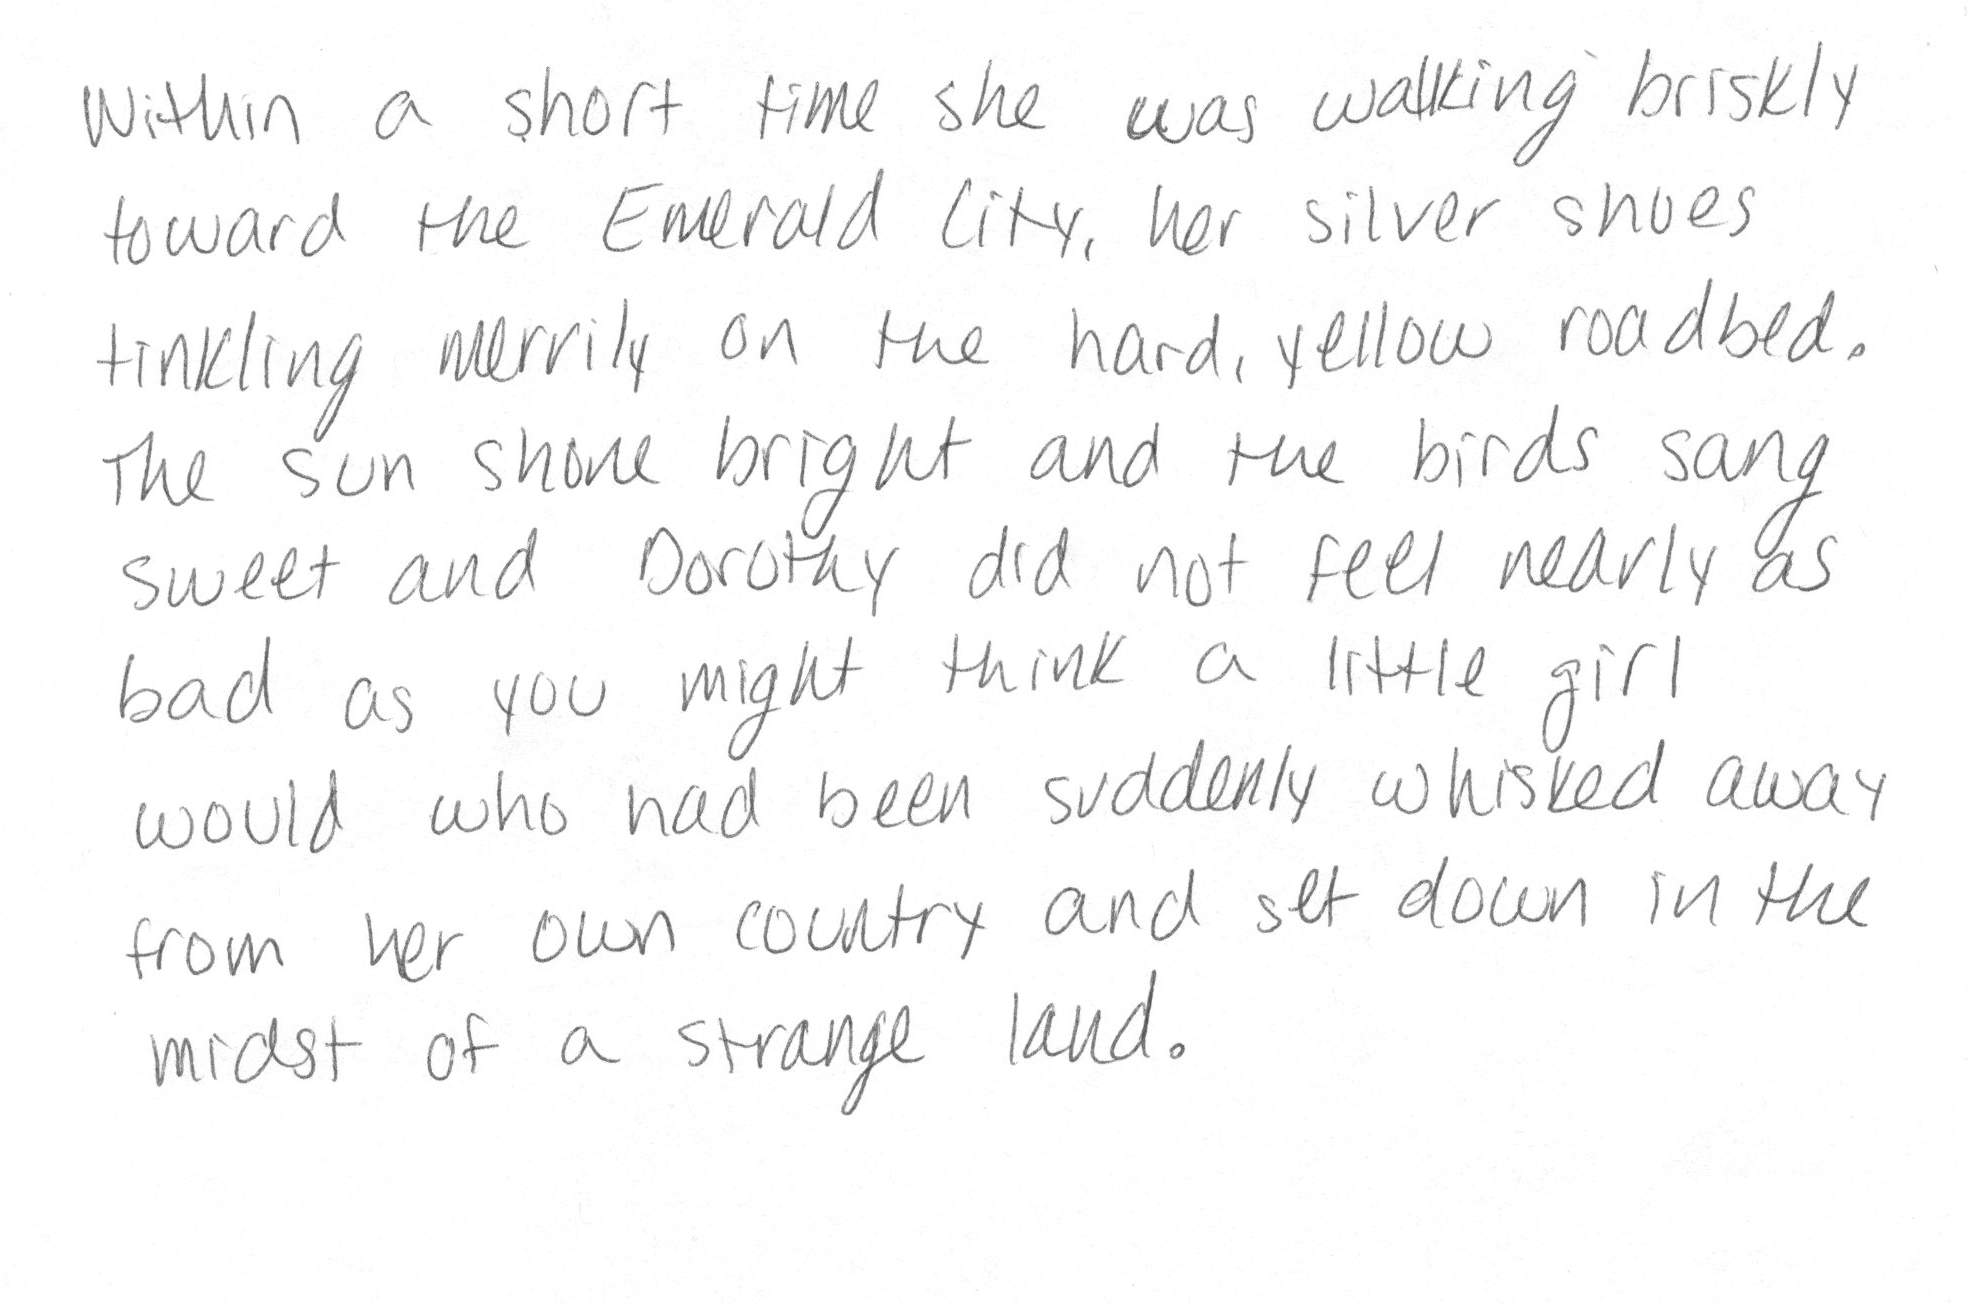 Within a short time she was walking briskly
toward the Emerald City, her silver shoes
tinkling merrily on the hard, yellow roadbed.
The sun shone bright and the birds sang
sweet and Dorothy did not feel nearly as
bad as you might think a little girl
would who had been suddenly whisked away
from her own country and set down in the
midst of a strange land.